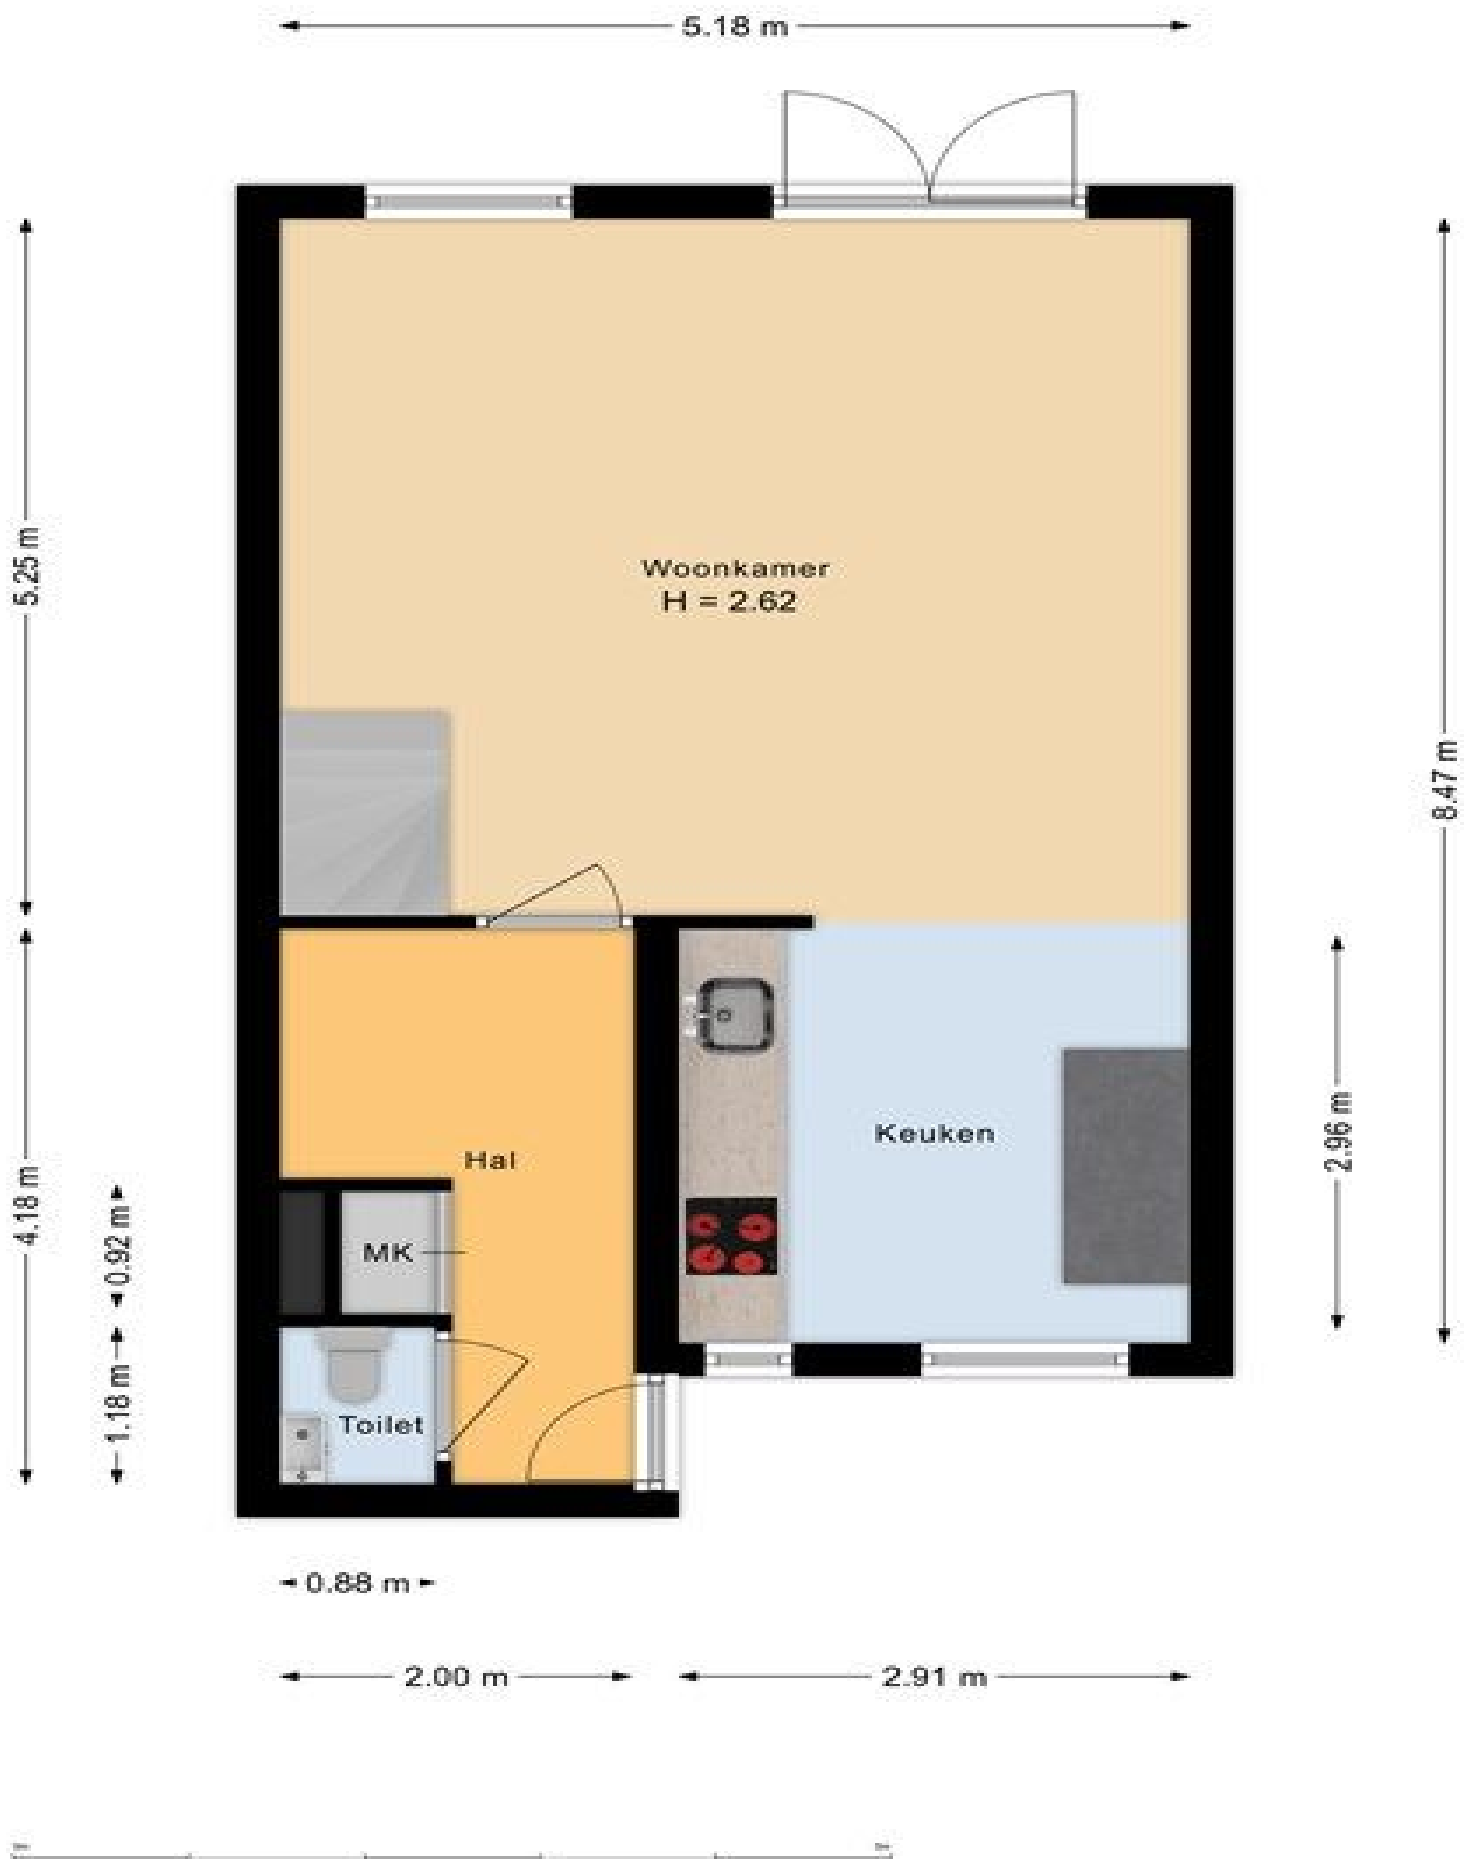 5.18 m
Woonkamer
H = 2.62
5.25 m
8.47 m
Keuken
2.96 m
Hal
4.18 m
0.92 m
MK
1.18 m
Toilet
0.88 m
2.00 m
2.91 m